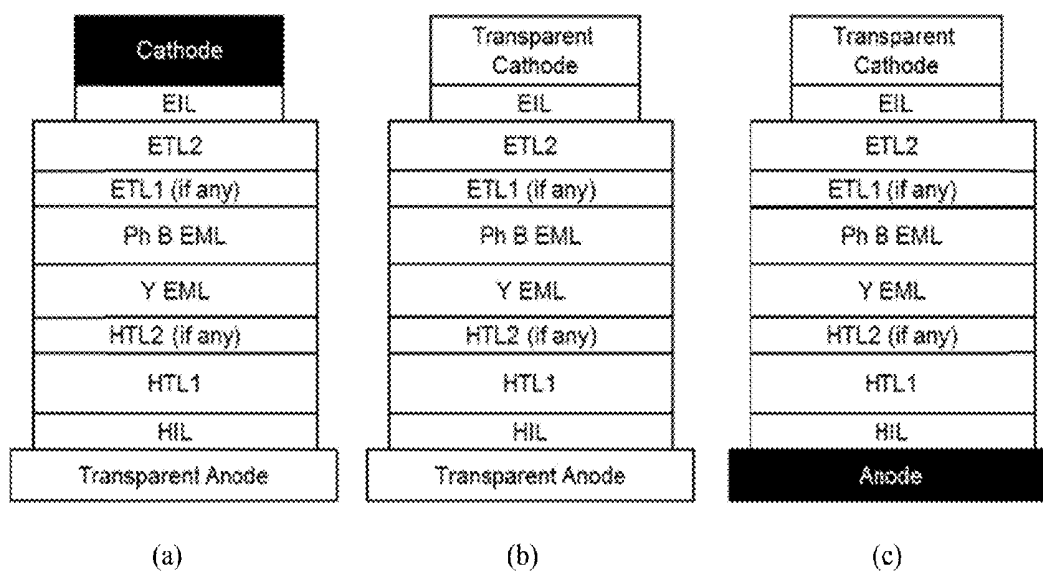 Cathode
EIL
ETL2
ETL1 (if any)
Ph B EML
Y EML
HTL2 (if any)
HTL1
HIL
Transparent Anode
(a)
Transparent
Cathode
EIL
ETL2
ETL1 (if any)
Ph B EML
Y EML
HTL2 (if any)
HTL1
HIL
Transparent Anode
(b)
Transparent
Cathode
EIL
ETL2
ETL1 (if any)
Ph B EML
Y EML
HTL2 (if any)
HTL1
HIL
Anode
(c)